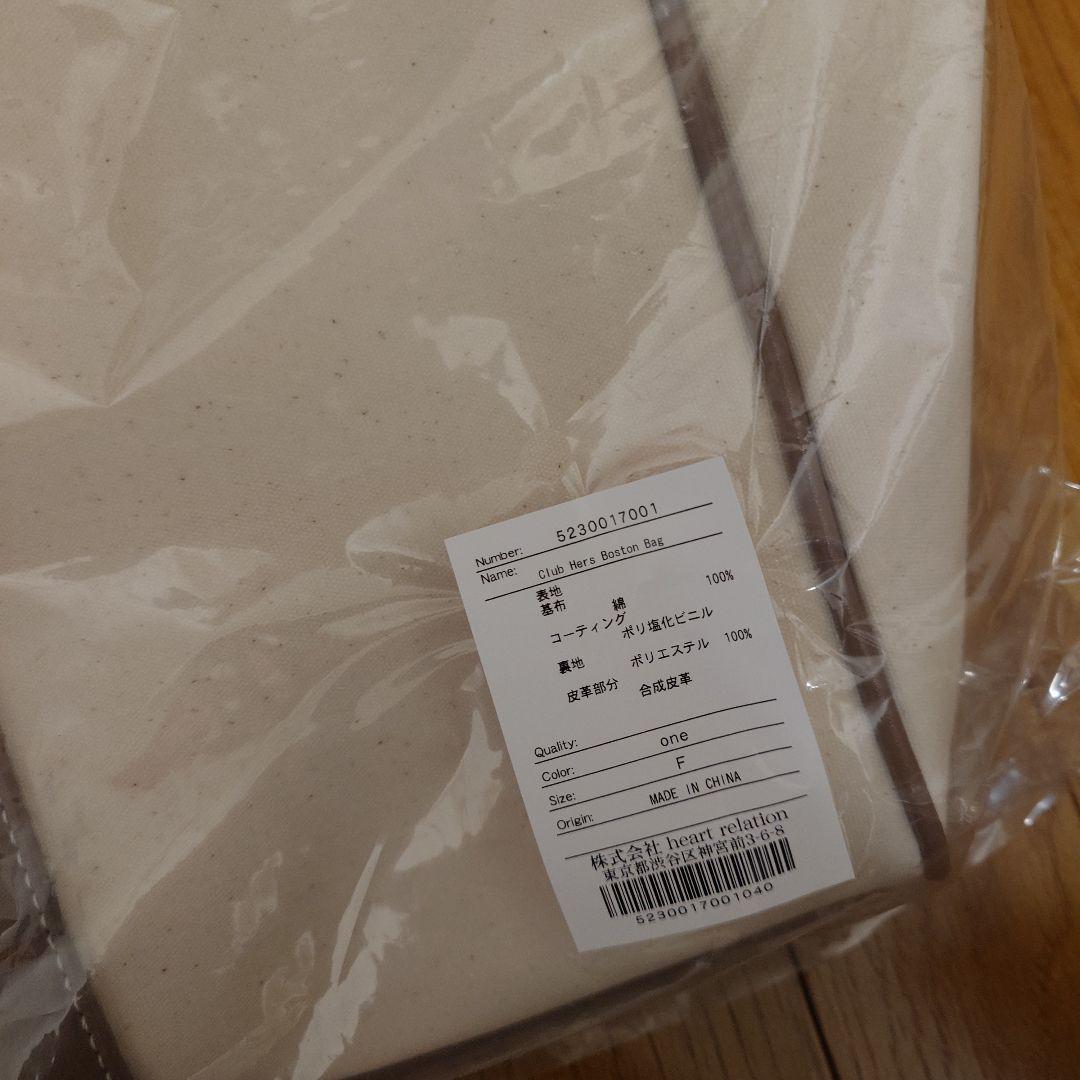 Number: 5230017001
Name: Club Hers Boston Bag
表地
基布 綿 100%
コーティング ポリ塩化ビニル
裏地 ポリエステル 100%
皮革部分 合成皮革
Quality:
Color: one
Size: F
Origin: MADE IN CHINA
株式会社 heart relation
東京都渋谷区神宮前3-6-8
5230017001040